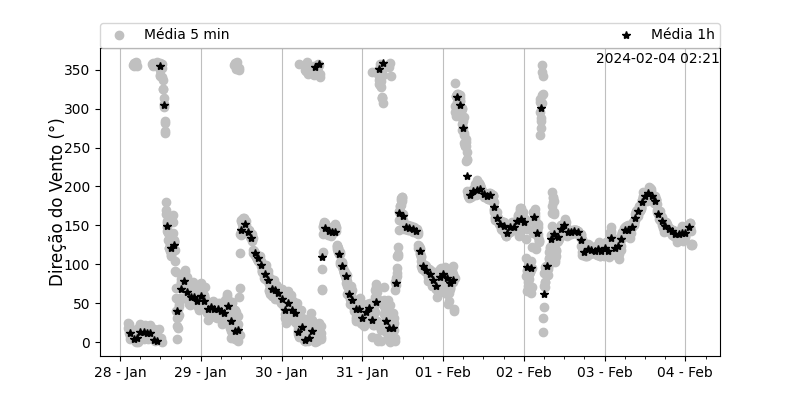 Média 5 min
Média 1h
2024-02-04 02:21
Direção do Vento (°)
350
300
250
200
150
100
50
0
28 - Jan
29 - Jan
30 - Jan
31 - Jan
01 - Feb
02 - Feb
03 - Feb
04 - Feb